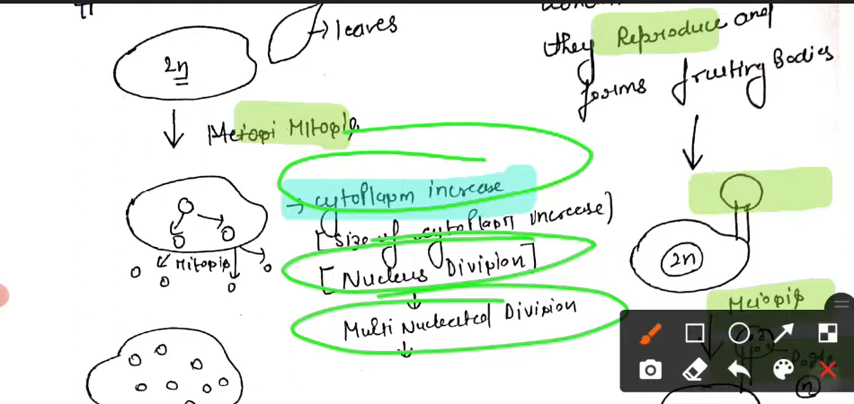 → leaves
2n
they Reproduce and
forms fruiting Bodies
Mitosis
→ cytoplasm increase
[size of cytoplasm increase]
Mitosis
[Nucleus Division]
2n
Multi Nucleated Division
Meiosis
n